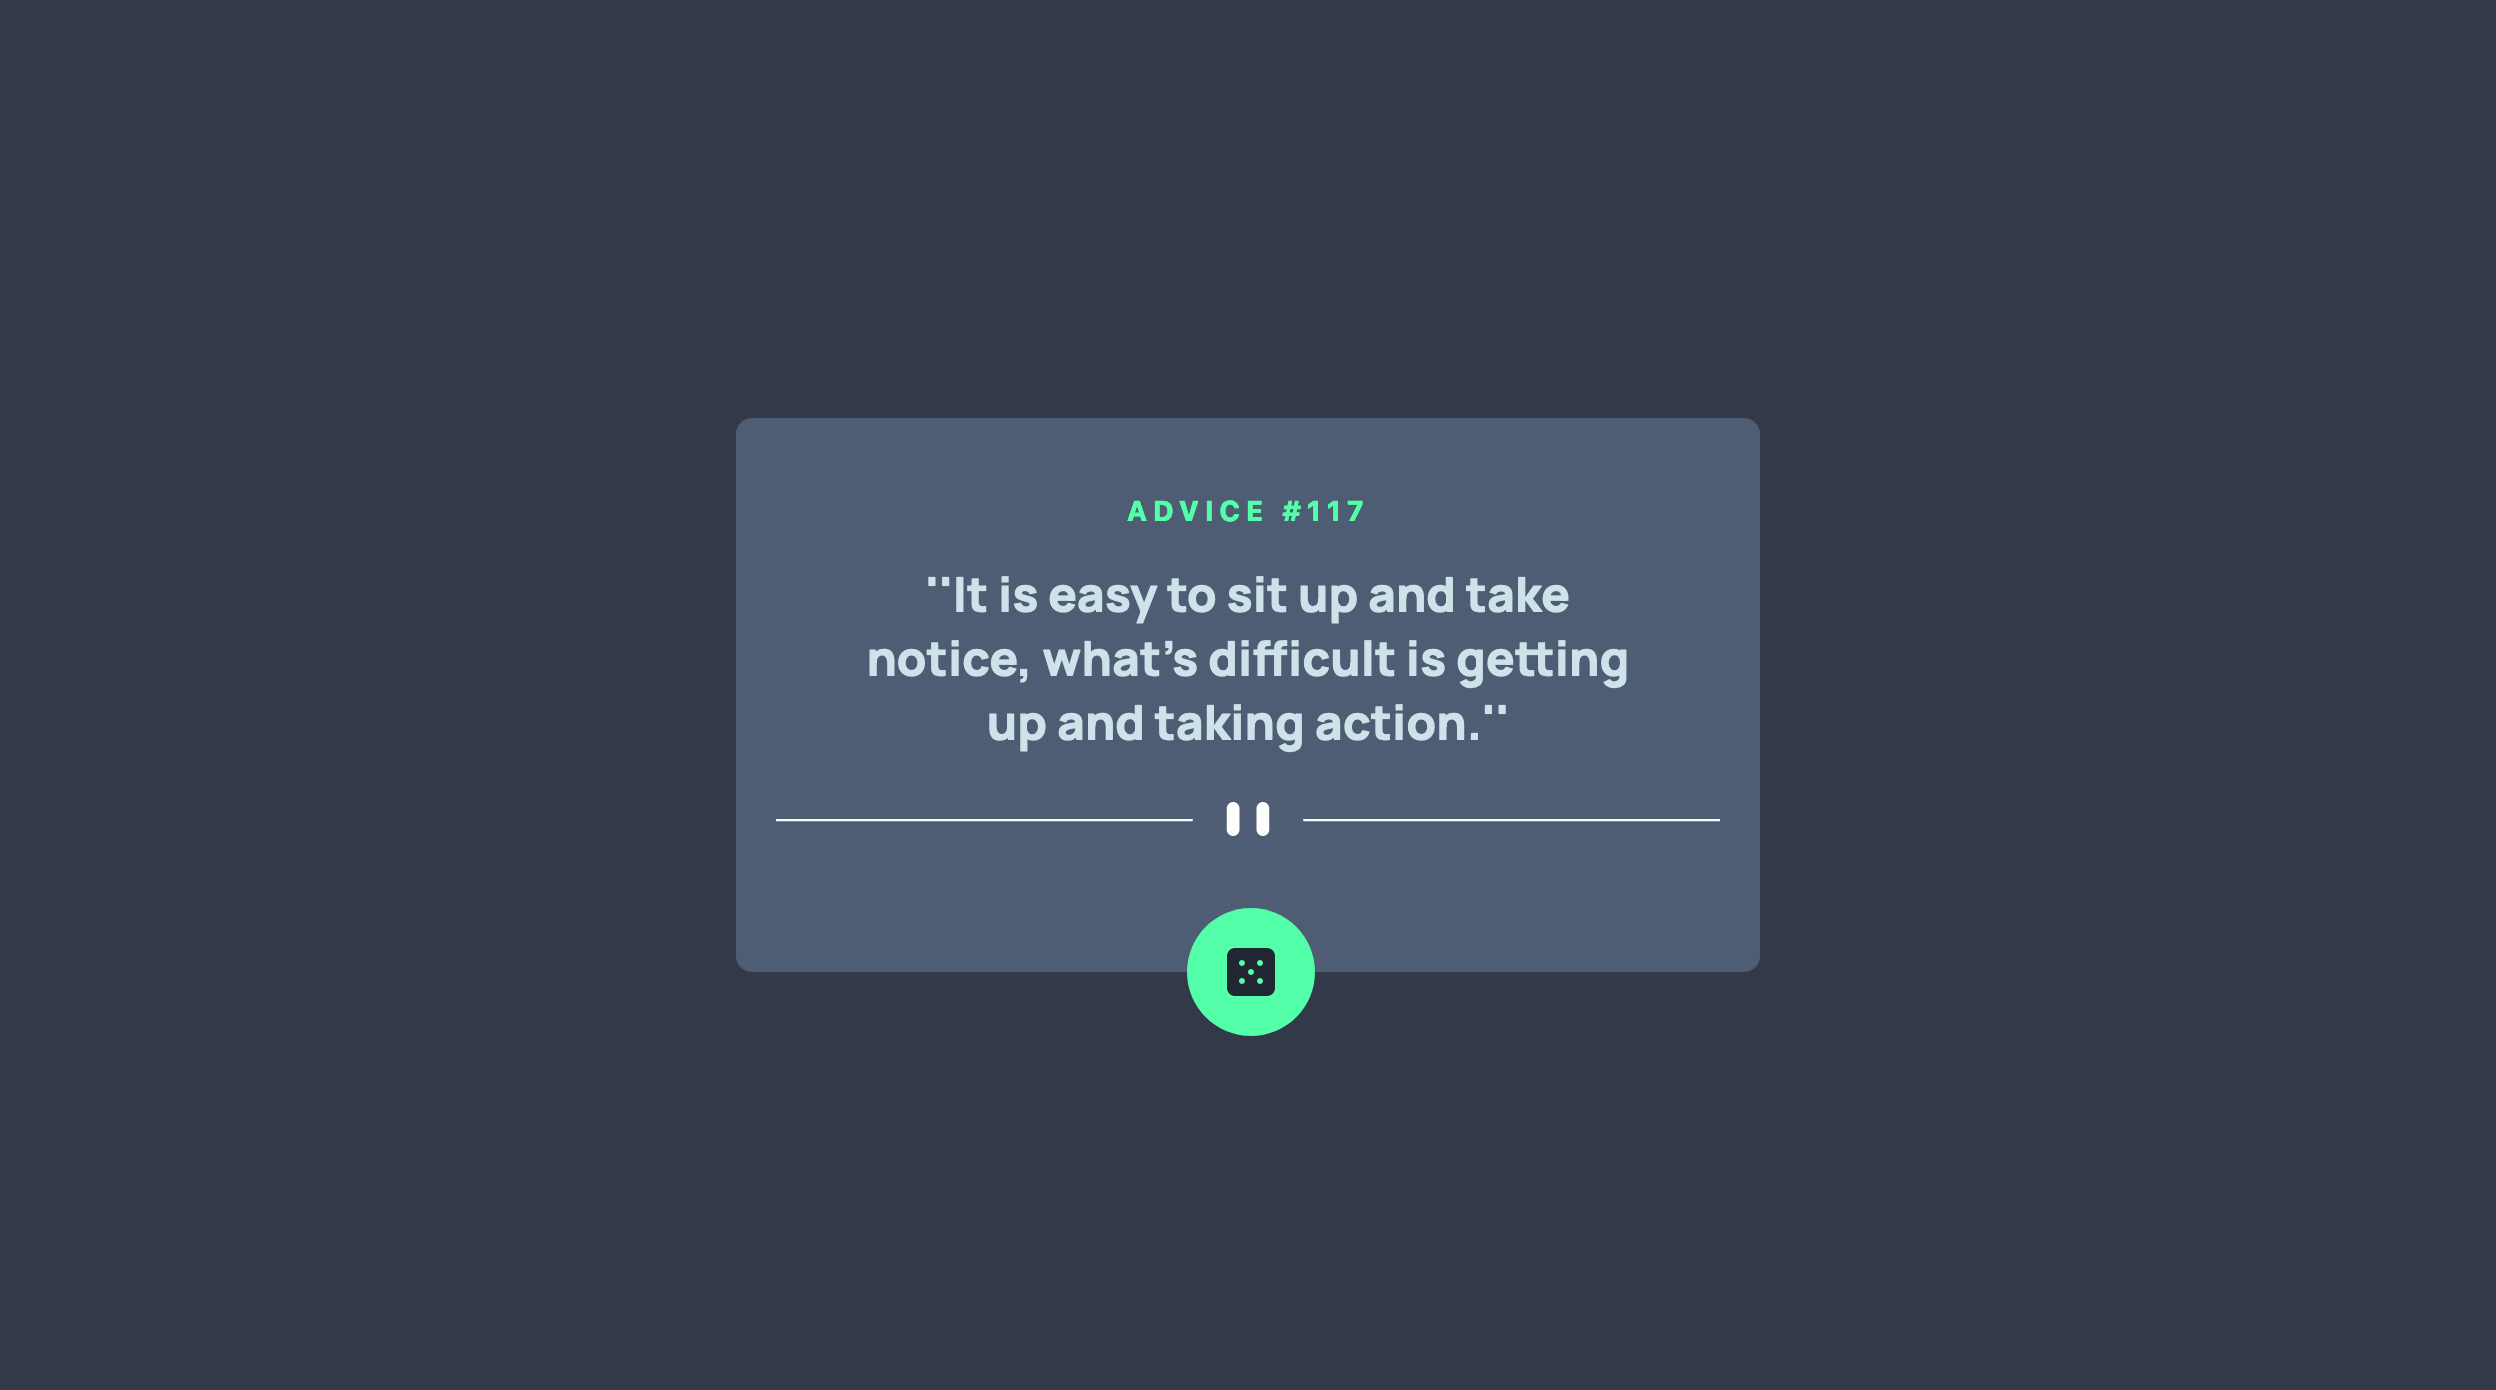 ADVICE #117
"It is easy to sit up and take
notice, what's difficult is getting
up and taking action."